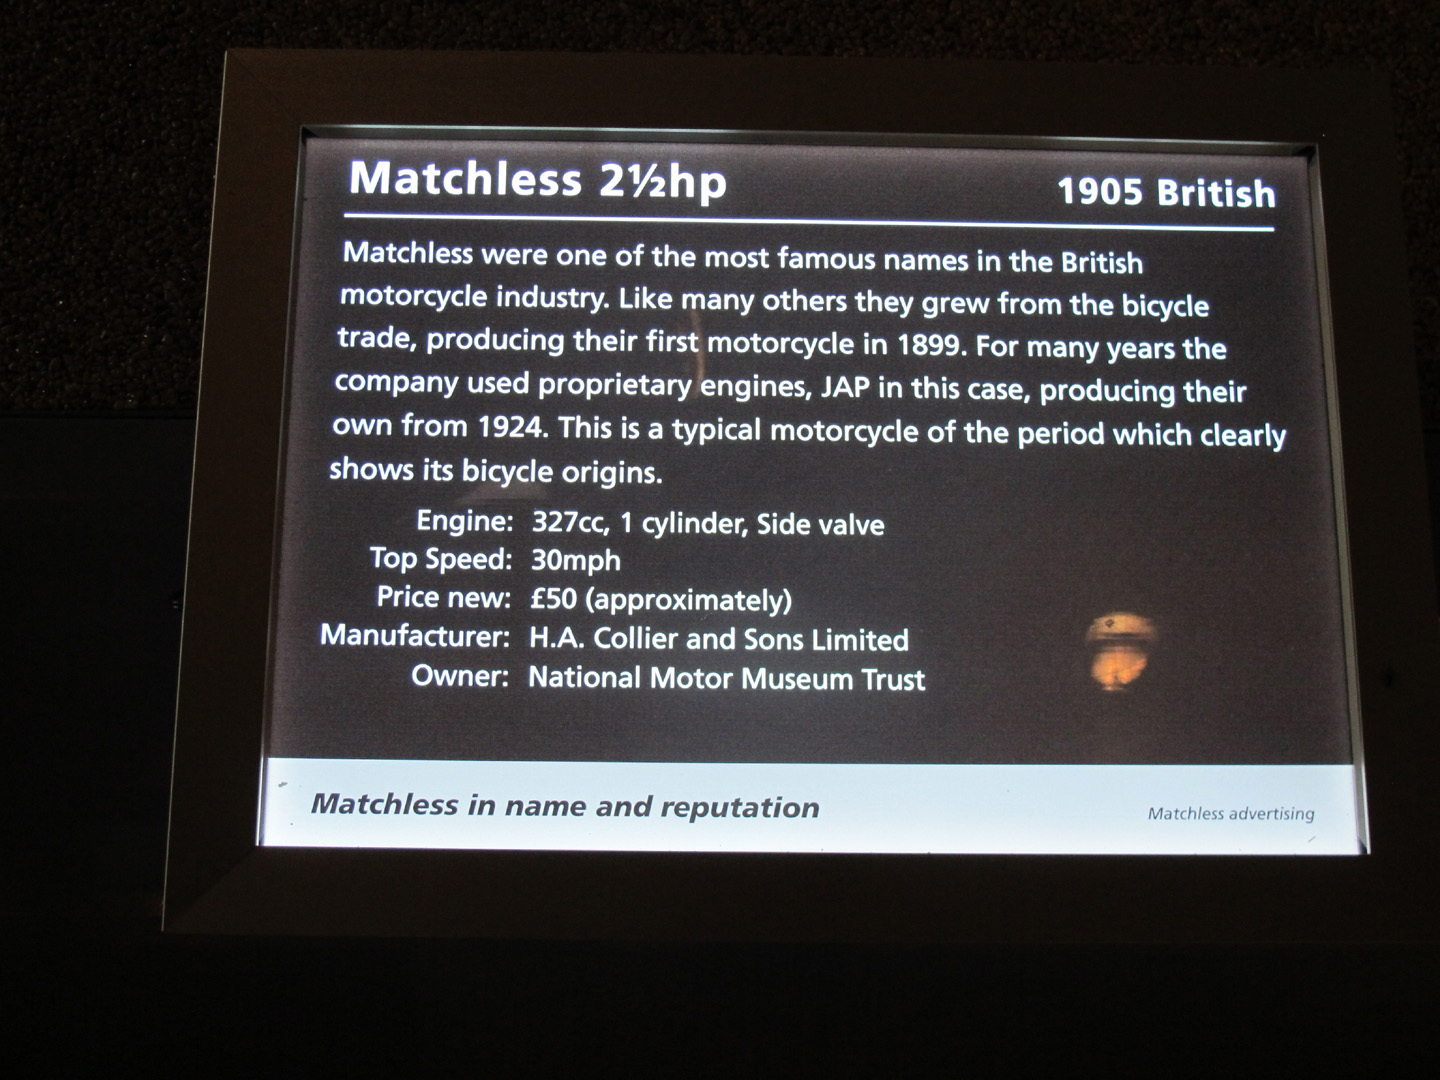 Matchless 2½hp 1905 British
Matchless were one of the most famous names in the British
motorcycle industry. Like many others they grew from the bicycle
trade, producing their first motorcycle in 1899. For many years the
company used proprietary engines, JAP in this case, producing their
own from 1924. This is a typical motorcycle of the period which clearly
shows its bicycle origins.
Engine: 327cc, 1 cylinder, Side valve
Top Speed: 30mph
Price new: £50 (approximately)
Manufacturer: H.A. Collier and Sons Limited
Owner: National Motor Museum Trust
Matchless in name and reputation Matchless advertising